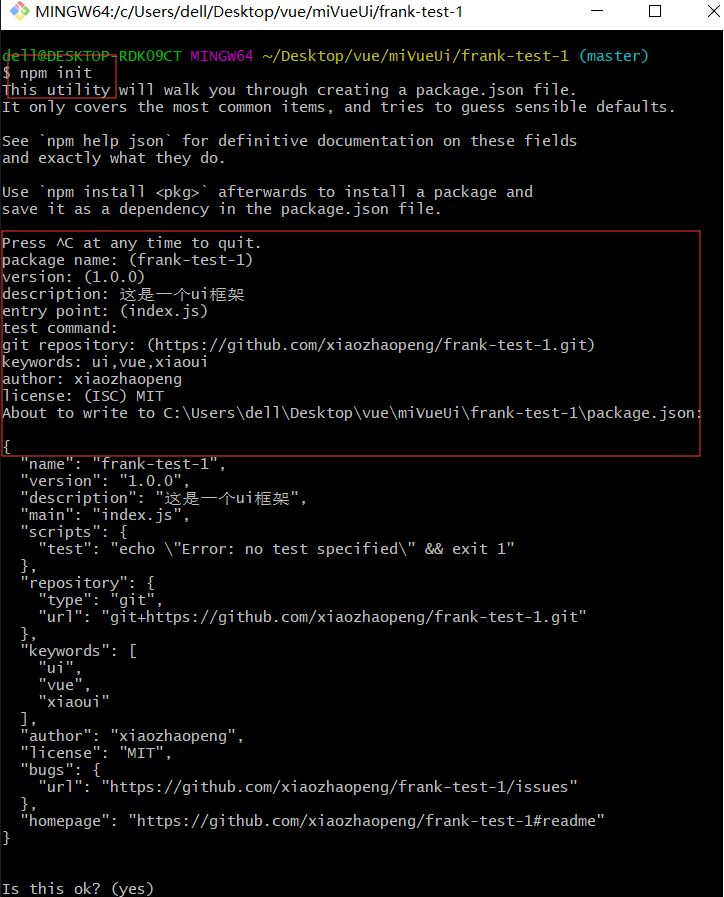 MINGW64:/c/Users/dell/Desktop/vue/miVueUi/frank-test-1
dell@DESKTOP-RDKO9CT MINGW64 ~/Desktop/vue/miVueUi/frank-test-1 (master)
$ npm init
This utility will walk you through creating a package.json file.
It only covers the most common items, and tries to guess sensible defaults.
See `npm help json` for definitive documentation on these fields
and exactly what they do.
Use `npm install <pkg>` afterwards to install a package and
save it as a dependency in the package.json file.
Press ^C at any time to quit.
package name: (frank-test-1)
version: (1.0.0)
description: 这是一个ui框架
entry point: (index.js)
test command:
git repository: (https://github.com/xiaozhaopeng/frank-test-1.git)
keywords: ui,vue,xiaoui
author: xiaozhaopeng
license: (ISC) MIT
About to write to C:\Users\dell\Desktop\vue\miVueUi\frank-test-1\package.json:
{
  "name": "frank-test-1",
  "version": "1.0.0",
  "description": "这是一个ui框架",
  "main": "index.js",
  "scripts": {
    "test": "echo \"Error: no test specified\" && exit 1"
  },
  "repository": {
    "type": "git",
    "url": "git+https://github.com/xiaozhaopeng/frank-test-1.git"
  },
  "keywords": [
    "ui",
    "vue",
    "xiaoui"
  ],
  "author": "xiaozhaopeng",
  "license": "MIT",
  "bugs": {
    "url": "https://github.com/xiaozhaopeng/frank-test-1/issues"
  },
  "homepage": "https://github.com/xiaozhaopeng/frank-test-1#readme"
}
Is this ok? (yes)